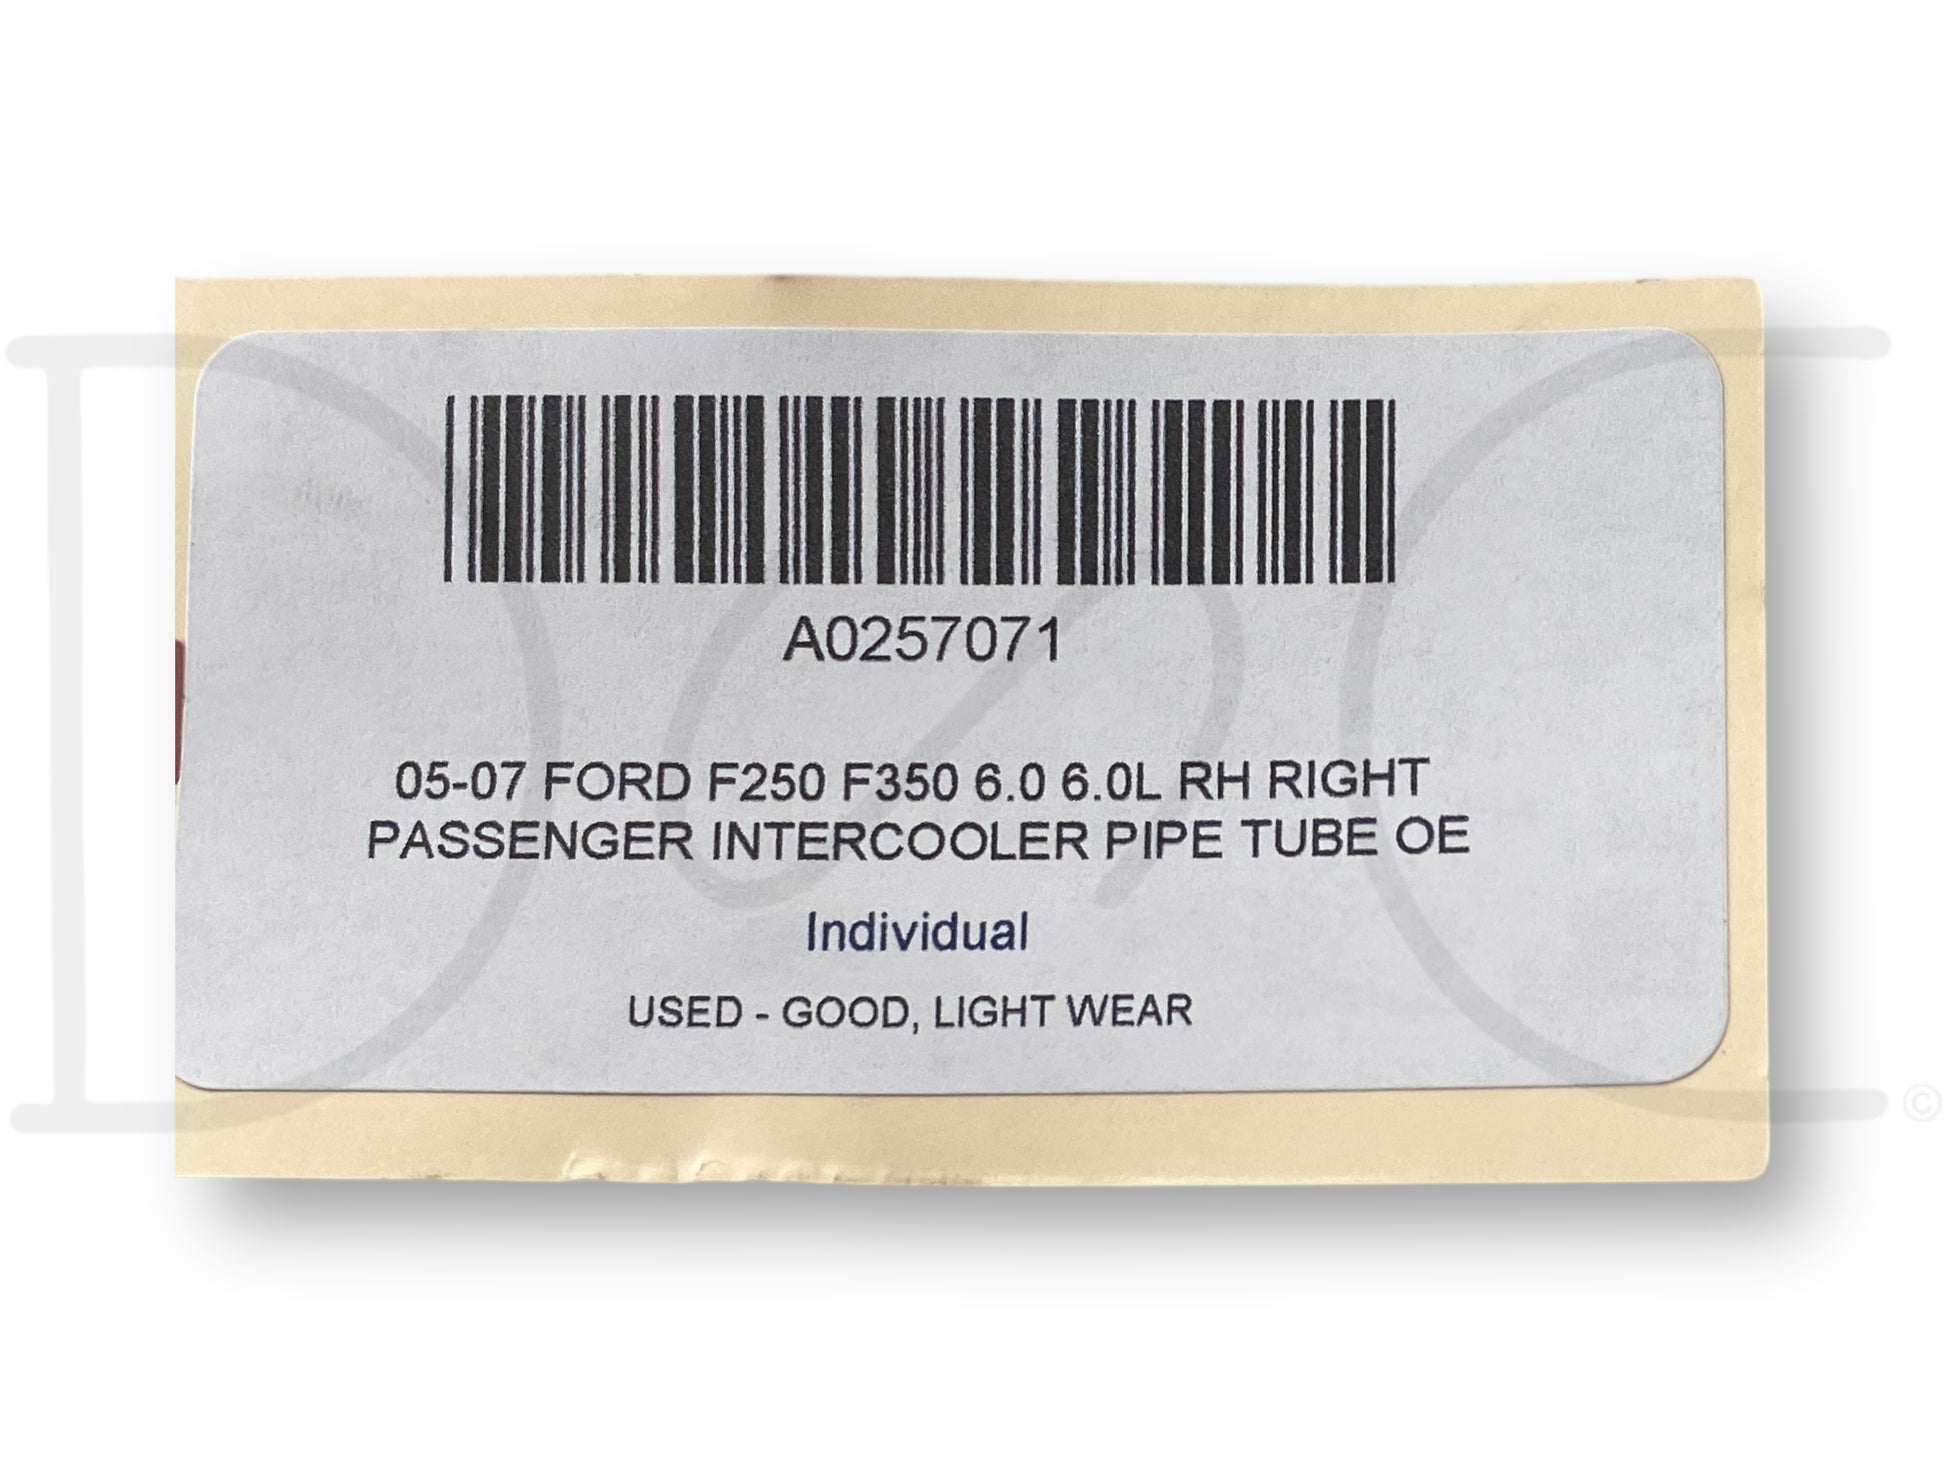 A0257071
05-07 FORD F250 F350 6.0 6.0L RH RIGHT
PASSENGER INTERCOOLER PIPE TUBE OE
Individual
USED - GOOD, LIGHT WEAR
©